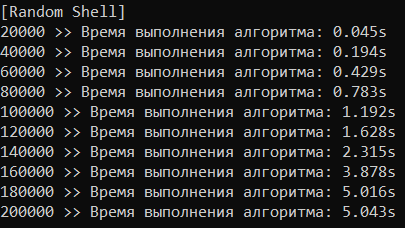 [Random Shell]
20000 >> Время выполнения алгоритма: 0.045s
40000 >> Время выполнения алгоритма: 0.194s
60000 >> Время выполнения алгоритма: 0.429s
80000 >> Время выполнения алгоритма: 0.783s
100000 >> Время выполнения алгоритма: 1.192s
120000 >> Время выполнения алгоритма: 1.628s
140000 >> Время выполнения алгоритма: 2.315s
160000 >> Время выполнения алгоритма: 3.878s
180000 >> Время выполнения алгоритма: 5.016s
200000 >> Время выполнения алгоритма: 5.043s